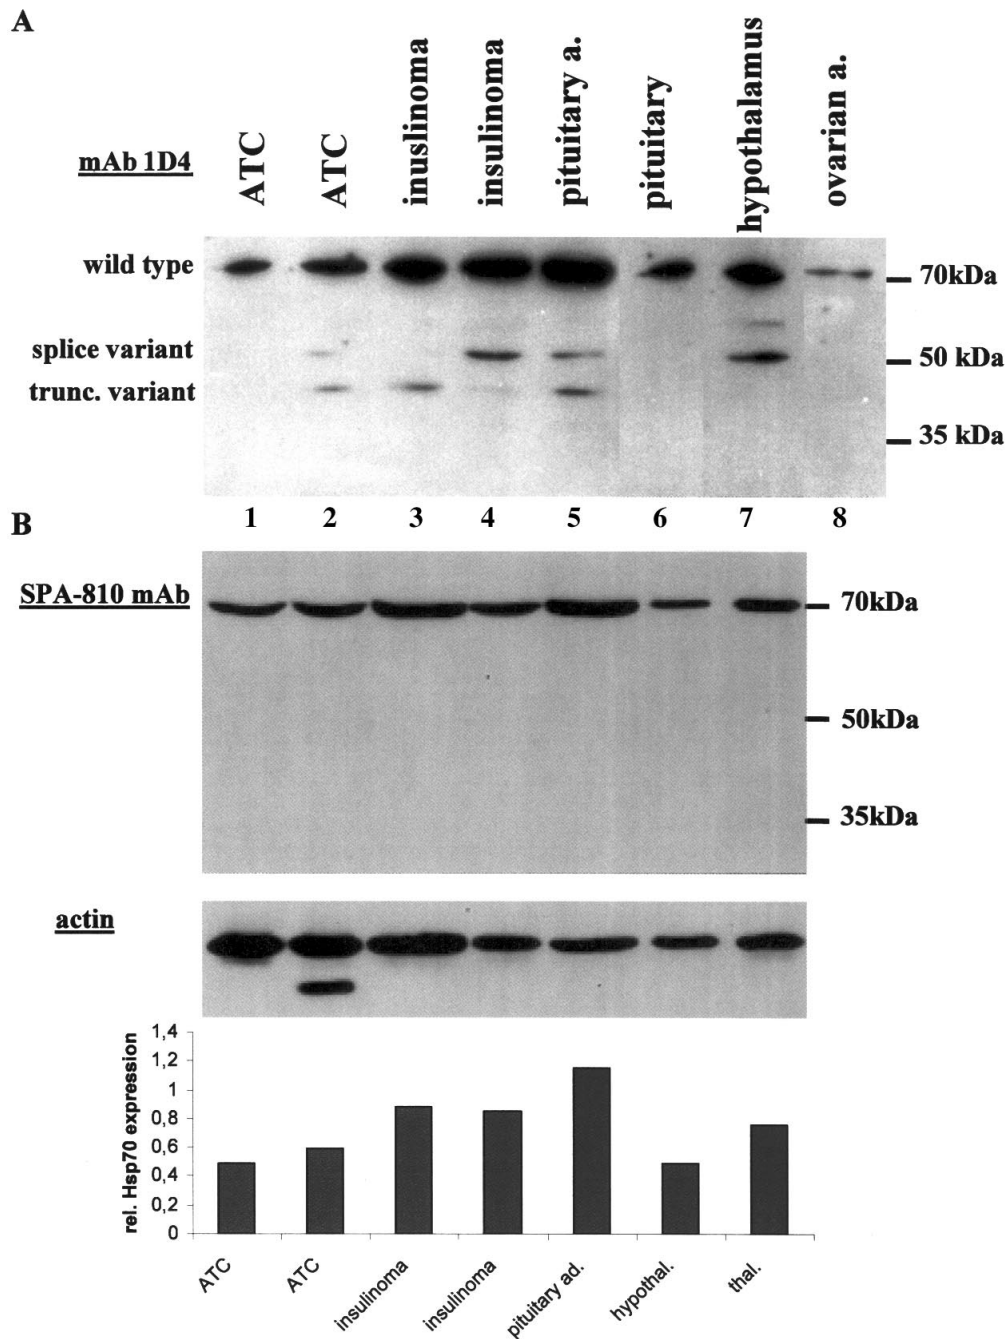 A
mAb 1D4
ATC
ATC
inuslinoma
insulinoma
pituitary a.
pituitary
hypothalamus
ovarian a.
wild type
70kDa
splice variant
50 kDa
trunc. variant
35 kDa
1 2 3 4 5 6 7 8
B
SPA-810 mAb
70kDa
50kDa
35kDa
actin
rel. Hsp70 expression
1,4
1,2
1
0,8
0,6
0,4
0,2
0
ATC
ATC
insulinoma
insulinoma
pituitary ad.
hypothal.
thal.